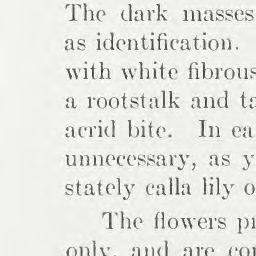 The dark masses
as identification.
with white fibrous
a rootstalk and ta
acrid bite. In ea
unnecessary, as y
stately calla lily o
The flowers pr
only, and are con